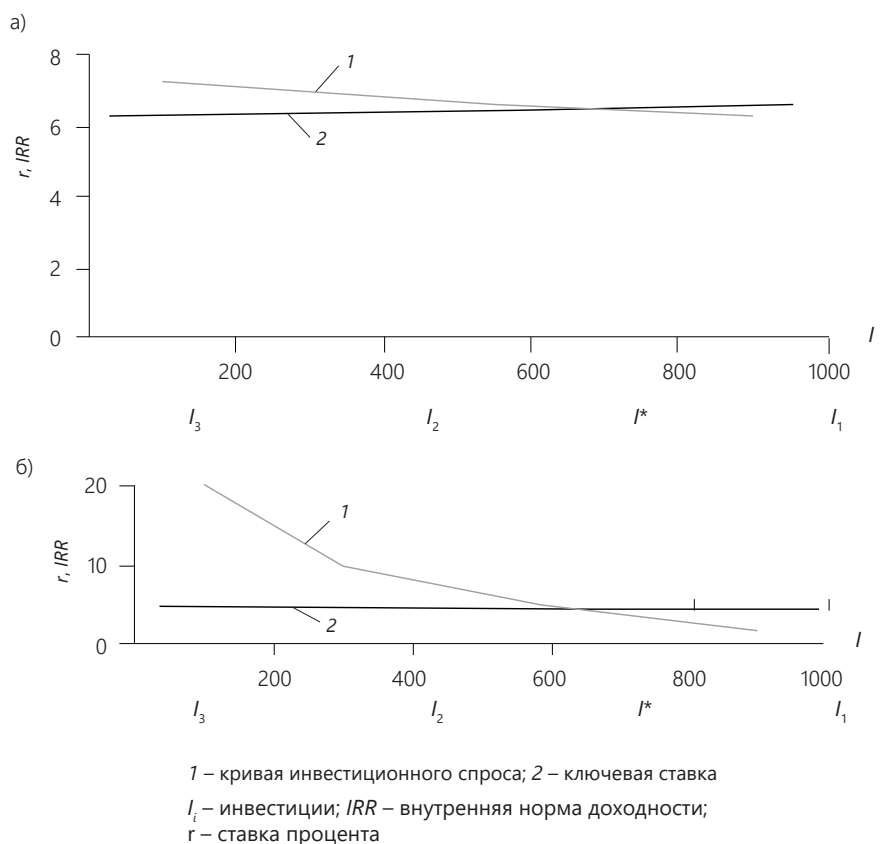 а)
8
6
4
2
0
r, IRR
1
2
200 400 600 800 1000
I
I₃ I₂ I* I₁
б)
20
10
0
r, IRR
1
2
200 400 600 800 1000
I
I₃ I₂ I* I₁
1 – кривая инвестиционного спроса; 2 – ключевая ставка
Iᵢ – инвестиции; IRR – внутренняя норма доходности;
r – ставка процента